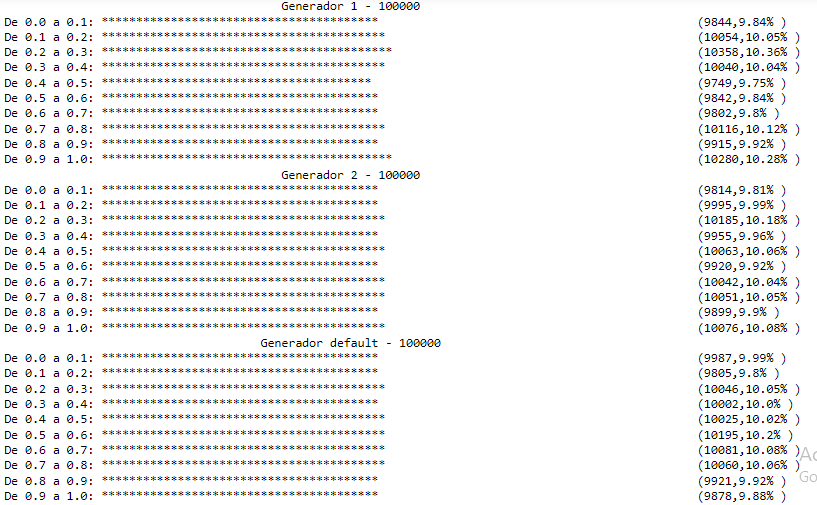 Generador 1 - 100000
De 0.0 a 0.1: **************************************** (9844,9.84% )
De 0.1 a 0.2: ***************************************** (10054,10.05% )
De 0.2 a 0.3: ****************************************** (10358,10.36% )
De 0.3 a 0.4: ***************************************** (10040,10.04% )
De 0.4 a 0.5: *************************************** (9749,9.75% )
De 0.5 a 0.6: **************************************** (9842,9.84% )
De 0.6 a 0.7: **************************************** (9802,9.8% )
De 0.7 a 0.8: ***************************************** (10116,10.12% )
De 0.8 a 0.9: **************************************** (9915,9.92% )
De 0.9 a 1.0: ****************************************** (10280,10.28% )
Generador 2 - 100000
De 0.0 a 0.1: **************************************** (9814,9.81% )
De 0.1 a 0.2: **************************************** (9995,9.99% )
De 0.2 a 0.3: ***************************************** (10185,10.18% )
De 0.3 a 0.4: **************************************** (9955,9.96% )
De 0.4 a 0.5: ***************************************** (10063,10.06% )
De 0.5 a 0.6: **************************************** (9920,9.92% )
De 0.6 a 0.7: ***************************************** (10042,10.04% )
De 0.7 a 0.8: ***************************************** (10051,10.05% )
De 0.8 a 0.9: **************************************** (9899,9.9% )
De 0.9 a 1.0: ***************************************** (10076,10.08% )
Generador default - 100000
De 0.0 a 0.1: **************************************** (9987,9.99% )
De 0.1 a 0.2: **************************************** (9805,9.8% )
De 0.2 a 0.3: ***************************************** (10046,10.05% )
De 0.3 a 0.4: **************************************** (10002,10.0% )
De 0.4 a 0.5: ***************************************** (10025,10.02% )
De 0.5 a 0.6: ***************************************** (10195,10.2% )
De 0.6 a 0.7: ***************************************** (10081,10.08% )
De 0.7 a 0.8: ***************************************** (10060,10.06% )
De 0.8 a 0.9: **************************************** (9921,9.92% )
De 0.9 a 1.0: **************************************** (9878,9.88% )